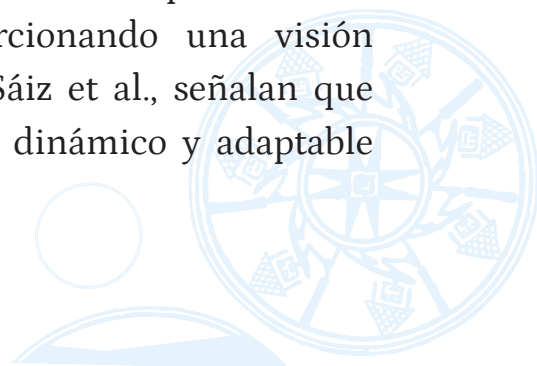 rcionando una visión
Sáiz et al., señalan que
dinámico y adaptable